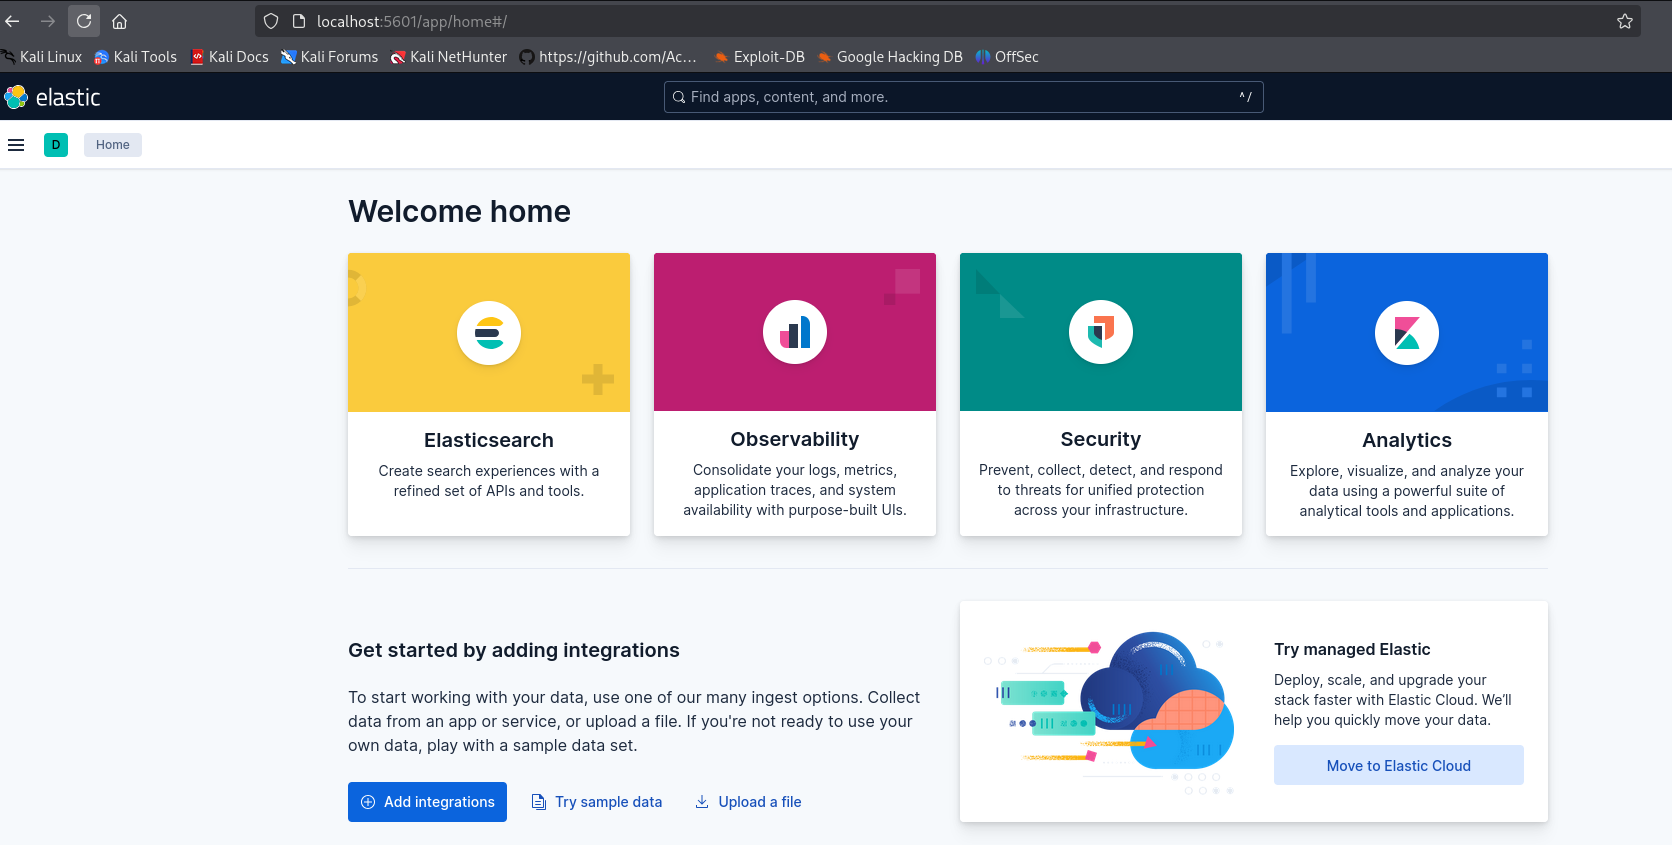 localhost:5601/app/home#/
Kali Linux Kali Tools Kali Docs Kali Forums Kali NetHunter https://github.com/Ac... Exploit-DB Google Hacking DB OffSec
elastic Find apps, content, and more. ^/
D Home
Welcome home
Elasticsearch
Create search experiences with a
refined set of APIs and tools.
Observability
Consolidate your logs, metrics,
application traces, and system
availability with purpose-built UIs.
Security
Prevent, collect, detect, and respond
to threats for unified protection
across your infrastructure.
Analytics
Explore, visualize, and analyze your
data using a powerful suite of
analytical tools and applications.
Get started by adding integrations
To start working with your data, use one of our many ingest options. Collect
data from an app or service, or upload a file. If you're not ready to use your
own data, play with a sample data set.
Add integrations Try sample data Upload a file
Try managed Elastic
Deploy, scale, and upgrade your
stack faster with Elastic Cloud. We'll
help you quickly move your data.
Move to Elastic Cloud